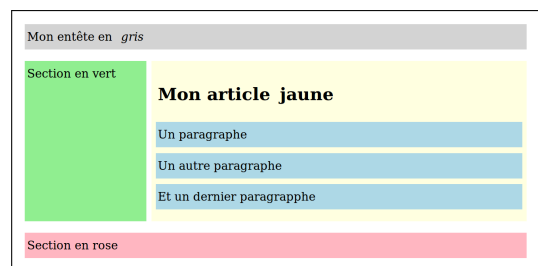 Mon entête en gris
Section en vert
Mon article jaune
Un paragraphe
Un autre paragraphe
Et un dernier paragrapphe
Section en rose